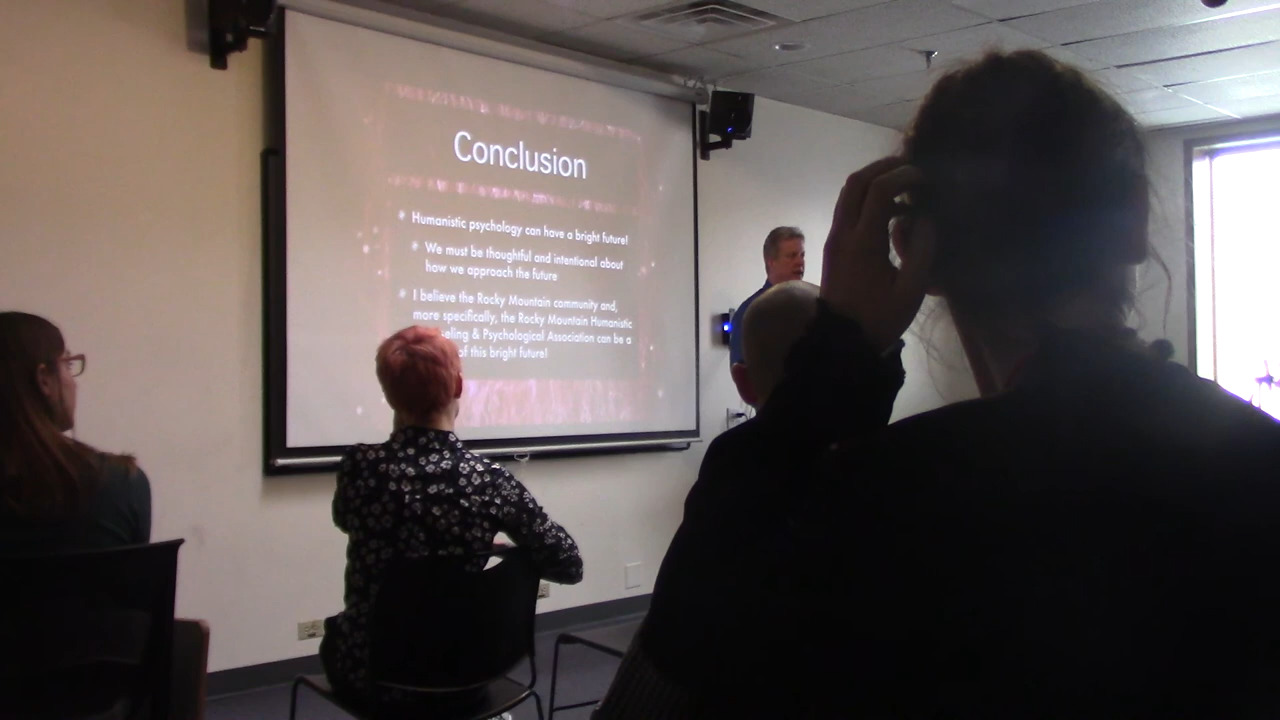 Conclusion
Humanistic psychology can have a bright future!
We must be thoughtful and intentional about
how we approach the future
I believe the Rocky Mountain community and,
more specifically, the Rocky Mountain Humanistic
eling & Psychological Association can be a
of this bright future!